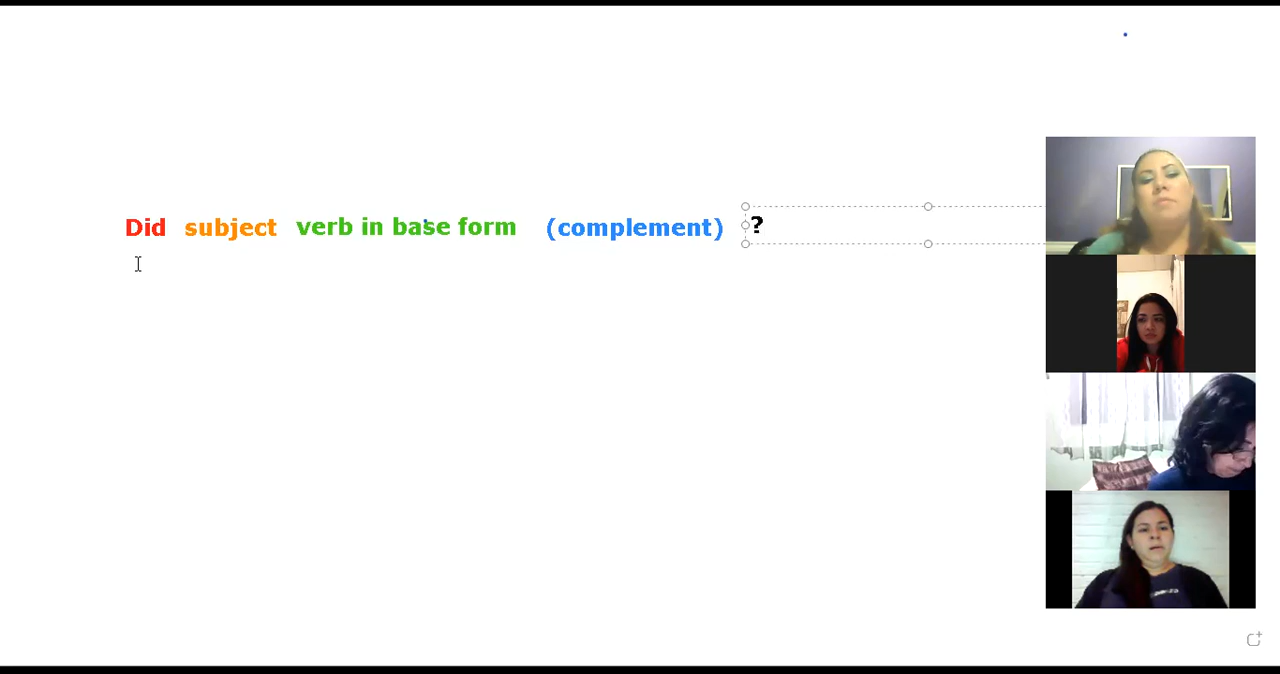 Did subject verb in base form (complement) ?